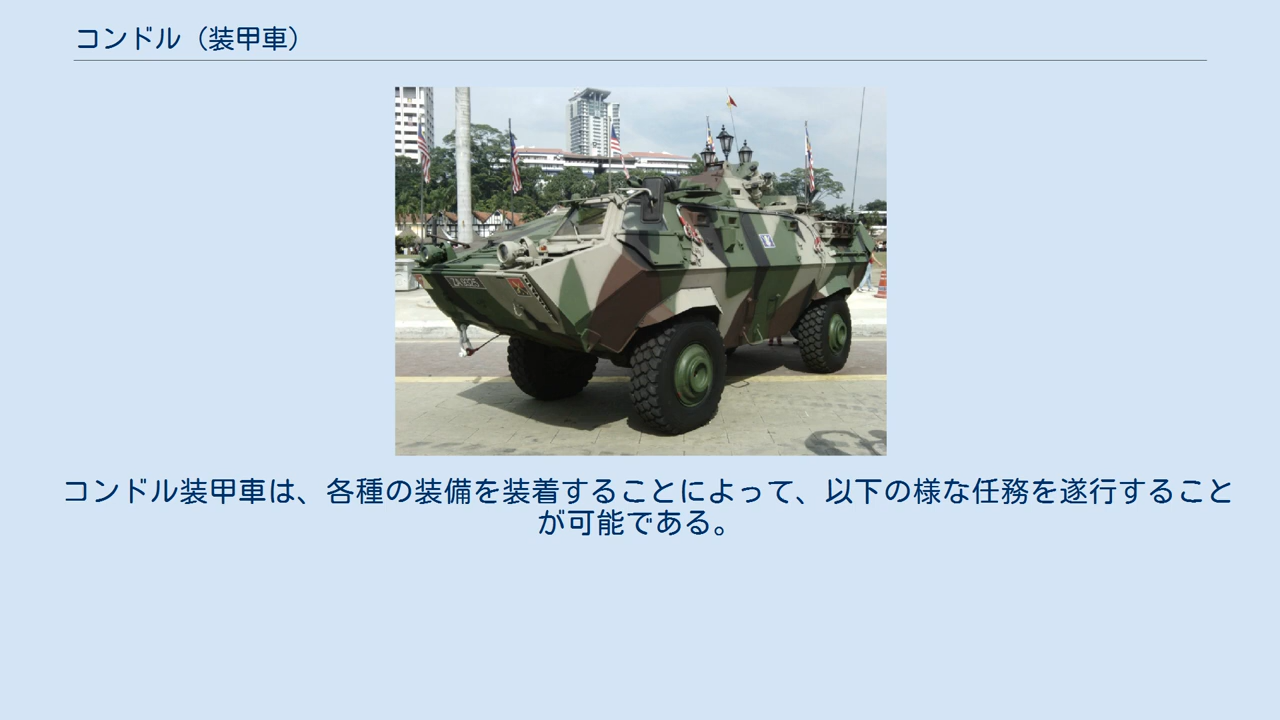 コンドル（装甲車）
コンドル装甲車は、各種の装備を装着することによって、以下の様な任務を遂行すること
が可能である。